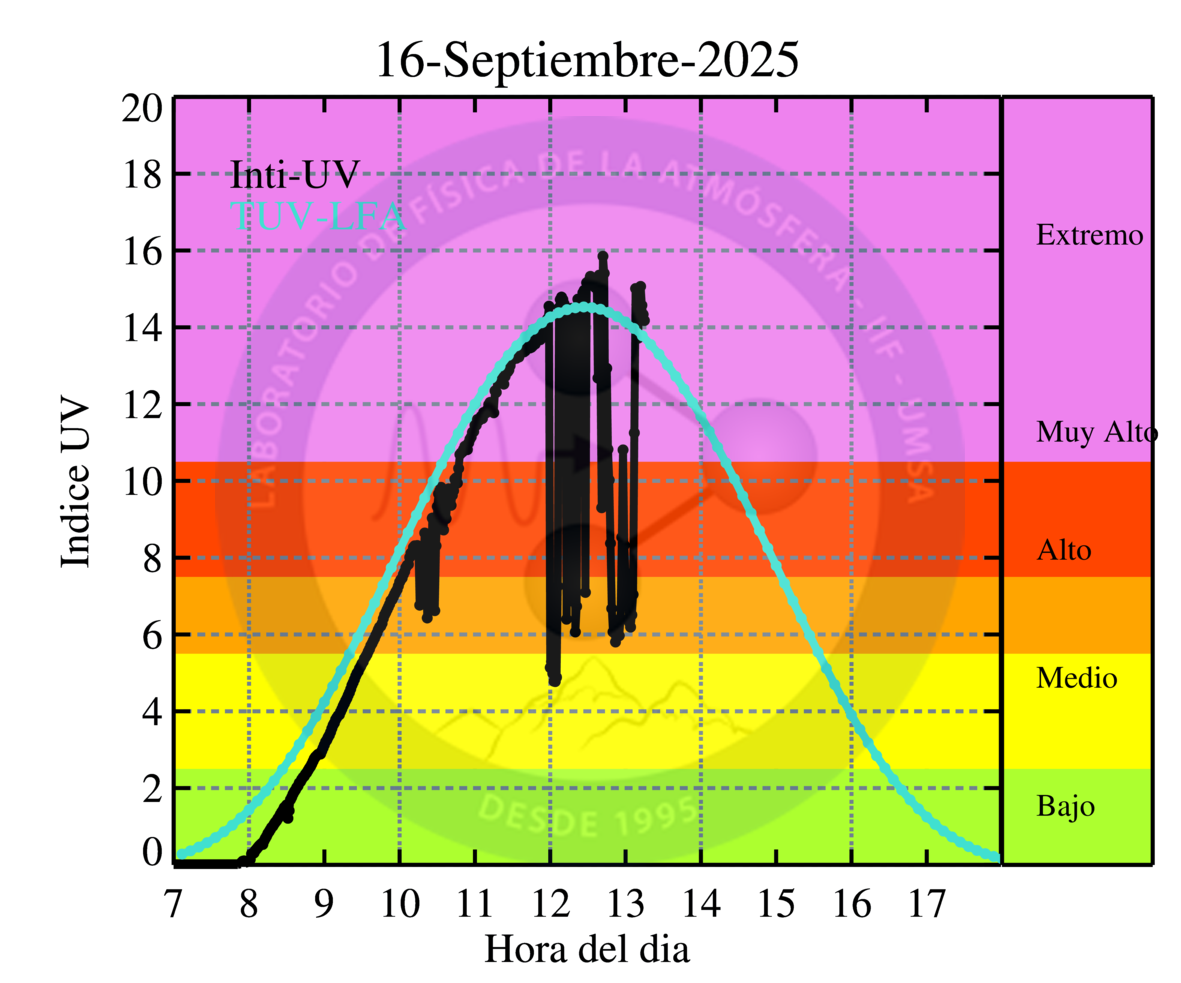 16-Septiembre-2025
20
18
16
14
12
10
8
6
4
2
0
Indice UV
Inti-UV
TUV-LFA
LABORATORIO DE FÍSICA DE LA ATMÓSFERA - IIF - UMSA
DESDE 1995
Extremo
Muy Alto
Alto
Medio
Bajo
7 8 9 10 11 12 13 14 15 16 17
Hora del dia